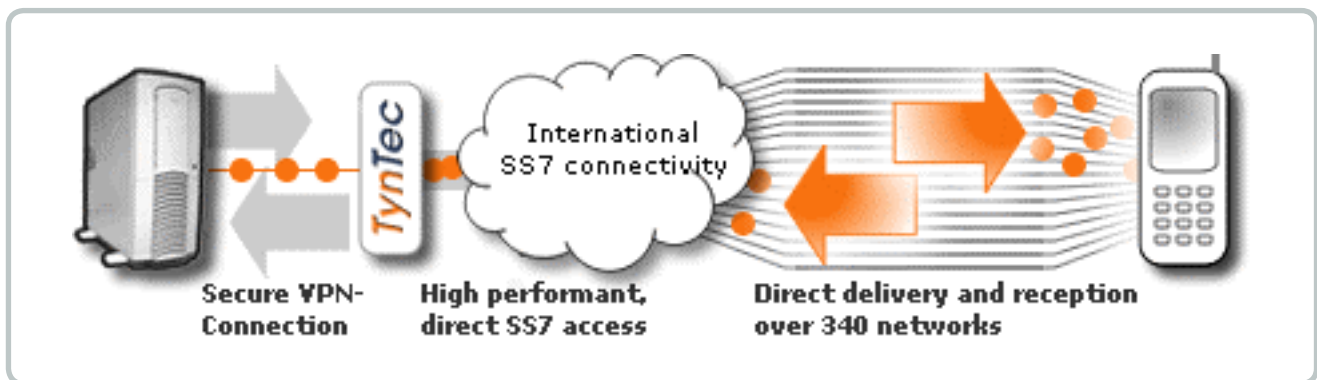 TynTec
International
SS7 connectivity
Secure VPN-
Connection
High performant,
direct SS7 access
Direct delivery and reception
over 340 networks